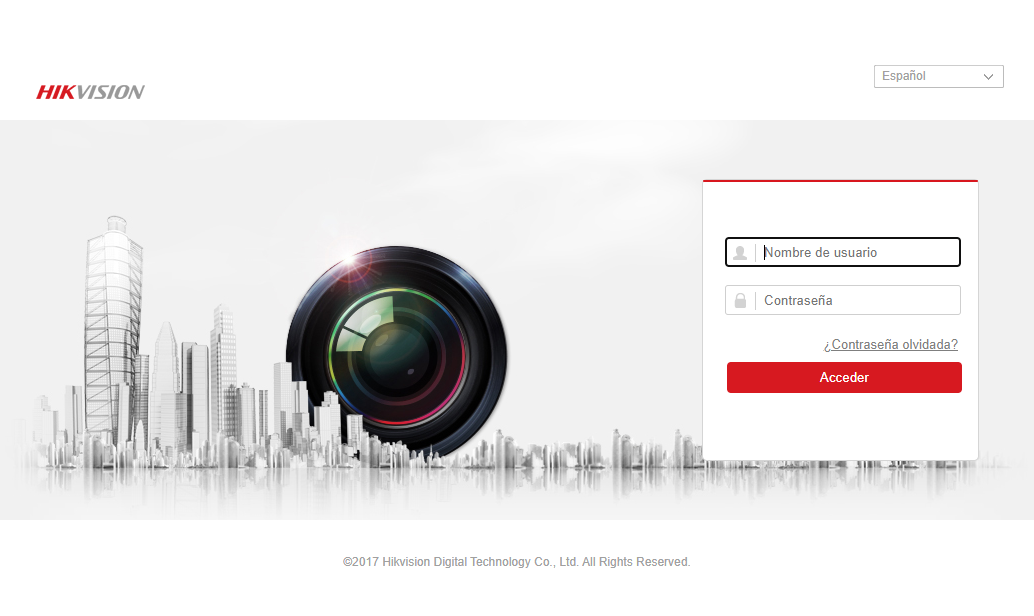 HIKVISION
Español
Nombre de usuario
Contraseña
¿Contraseña olvidada?
Acceder
©2017 Hikvision Digital Technology Co., Ltd. All Rights Reserved.